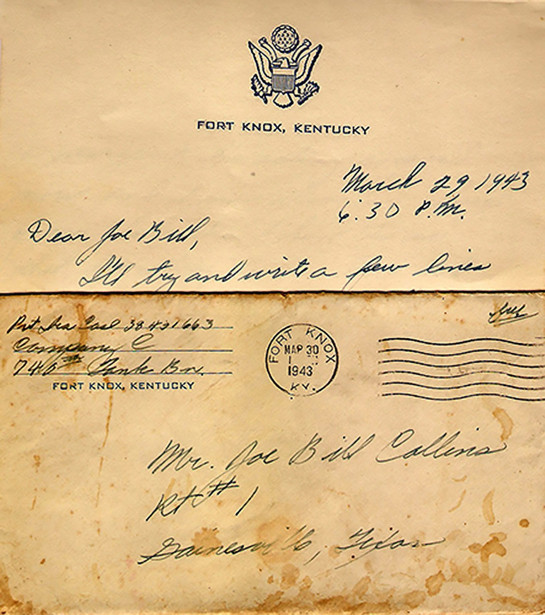 FORT KNOX, KENTUCKY
March 29 1943
6:30 P.M.
Dear Joe Bill,
I'll try and write a few lines
Pvt. Ira 38431663
Company C
740th Tank Bn.
FORT KNOX, KENTUCKY
FORT KNOX
MAR 30
1943
KY.
Mr. Joe Bill Collins
Rt # 1
Gainesville, Texas